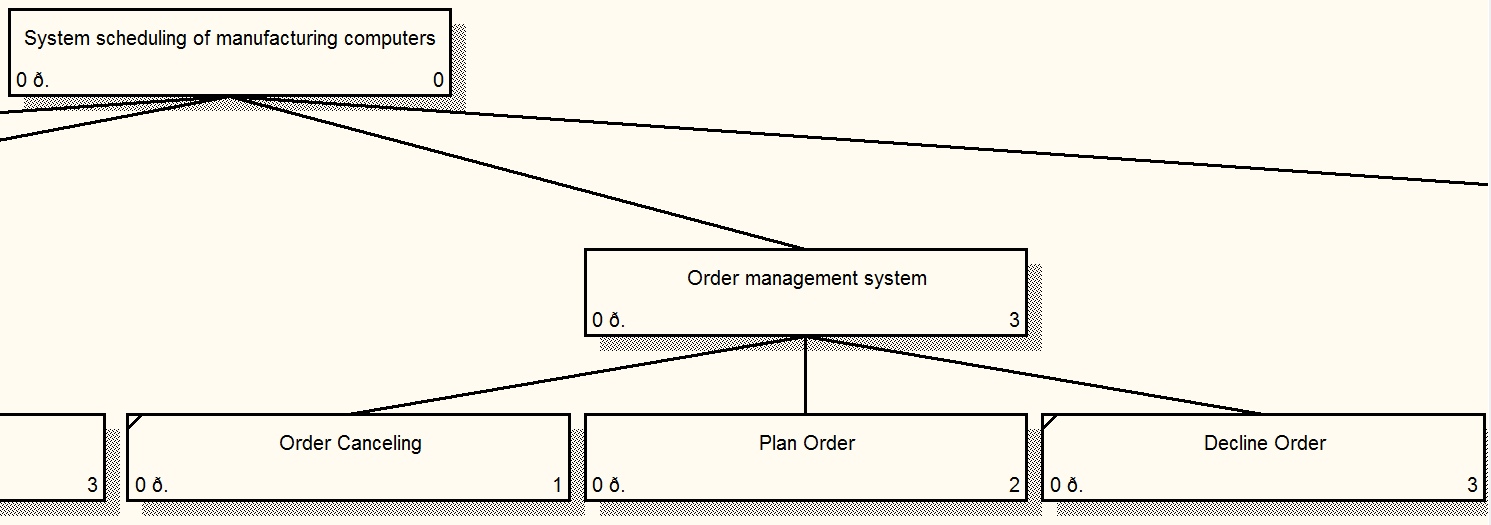 System scheduling of manufacturing computers
0 ð. 0
Order management system
0 ð. 3
Order Canceling
Plan Order
Decline Order
3
0 ð. 1
0 ð. 2
0 ð. 3